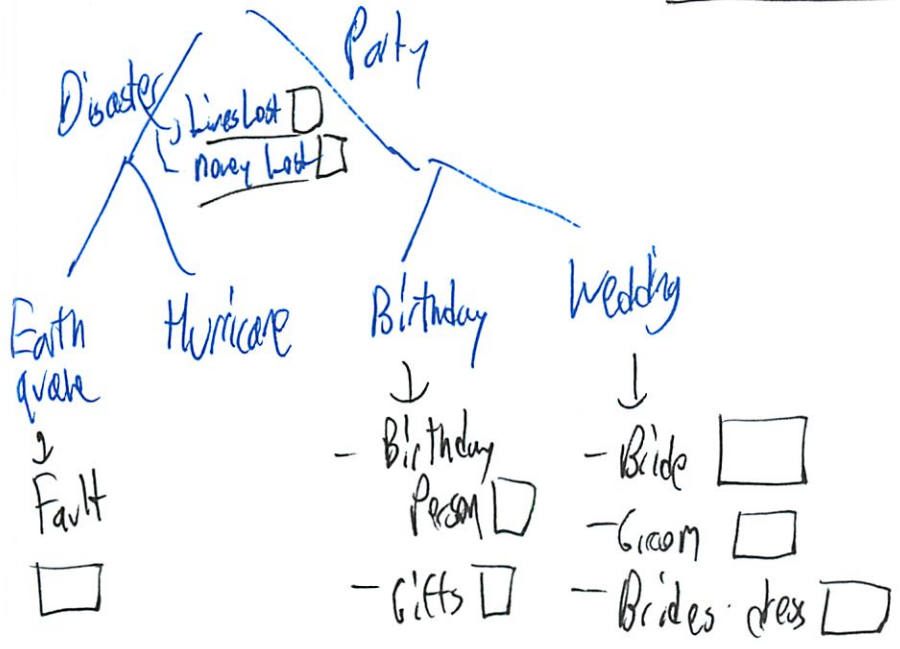 Party
Disaster
Lives Lost
Money Lost
Earth
quake
Hurricane
Birthday
Wedding
Fault
- Birthday
Person
- Gifts
- Bride
- Groom
- Brides dress